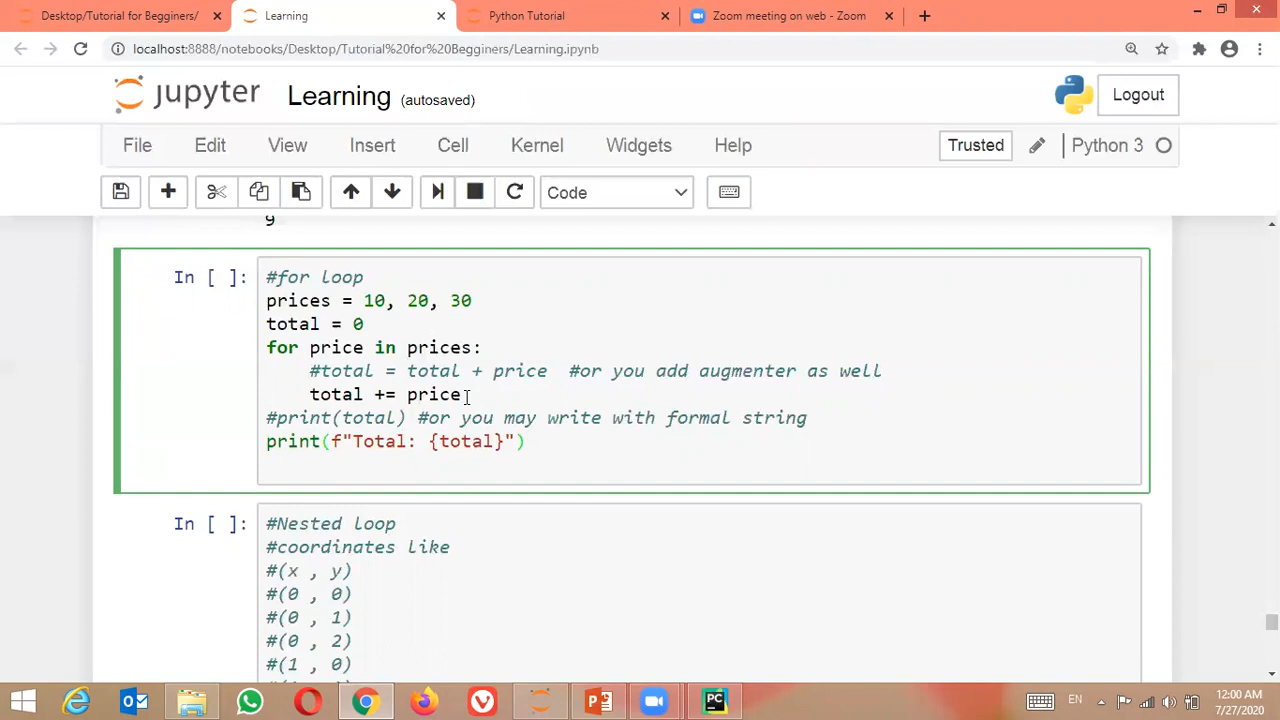 Desktop/Tutorial for Begginers/
Learning
Python Tutorial
Zoom meeting on web - Zoom
localhost:8888/notebooks/Desktop/Tutorial%20for%20Begginers/Learning.ipynb
jupyter Learning (autosaved)
Logout
File Edit View Insert Cell Kernel Widgets Help Trusted Python 3
Code
9
In [ ]: #for loop
prices = 10, 20, 30
total = 0
for price in prices:
#total = total + price #or you add augmenter as well
total += price
#print(total) #or you may write with formal string
print(f"Total: {total}")
In [ ]: #Nested loop
#coordinates like
#(x , y)
#(0 , 0)
#(0 , 1)
#(0 , 2)
#(1 , 0)
EN
12:00 AM
7/27/2020